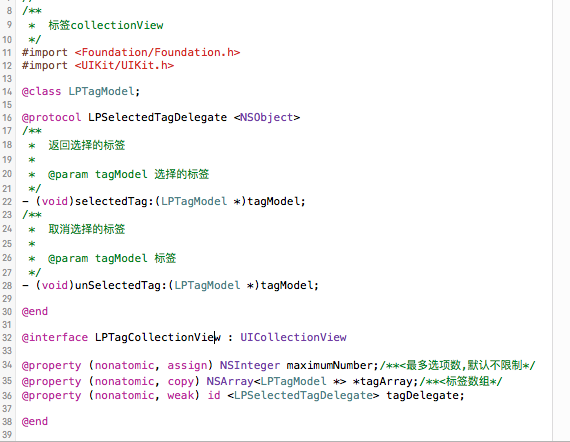 8 /**
9  *  标签collectionView
10  */
11 #import <Foundation/Foundation.h>
12 #import <UIKit/UIKit.h>
13
14 @class LPTagModel;
15
16 @protocol LPSelectedTagDelegate <NSObject>
17 /**
18  *  返回选择的标签
19  *
20  *  @param tagModel 选择的标签
21  */
22 - (void)selectedTag:(LPTagModel *)tagModel;
23 /**
24  *  取消选择的标签
25  *
26  *  @param tagModel 标签
27  */
28 - (void)unSelectedTag:(LPTagModel *)tagModel;
29
30 @end
31
32 @interface LPTagCollectionView : UICollectionView
33
34 @property (nonatomic, assign) NSInteger maximumNumber;/**<最多选项数,默认不限制*/
35 @property (nonatomic, copy) NSArray<LPTagModel *> *tagArray;/**<标签数组*/
36 @property (nonatomic, weak) id <LPSelectedTagDelegate> tagDelegate;
37
38 @end
39